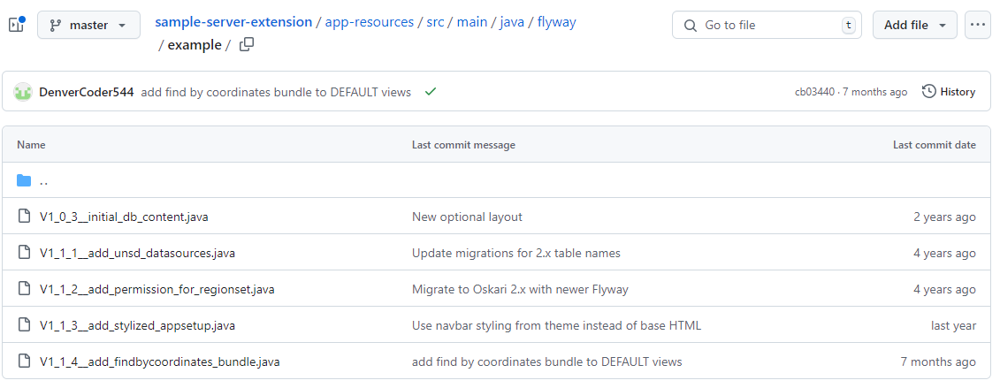 master
sample-server-extension / app-resources / src / main / java / flyway
/ example /
Go to file
t
Add file
DenverCoder544 add find by coordinates bundle to DEFAULT views
cb03440 · 7 months ago
History
Name Last commit message Last commit date
..
V1_0_3__initial_db_content.java New optional layout 2 years ago
V1_1_1__add_unsd_datasources.java Update migrations for 2.x table names 4 years ago
V1_1_2__add_permission_for_regionset.java Migrate to Oskari 2.x with newer Flyway 4 years ago
V1_1_3__add_stylized_appsetup.java Use navbar styling from theme instead of base HTML last year
V1_1_4__add_findbycoordinates_bundle.java add find by coordinates bundle to DEFAULT views 7 months ago